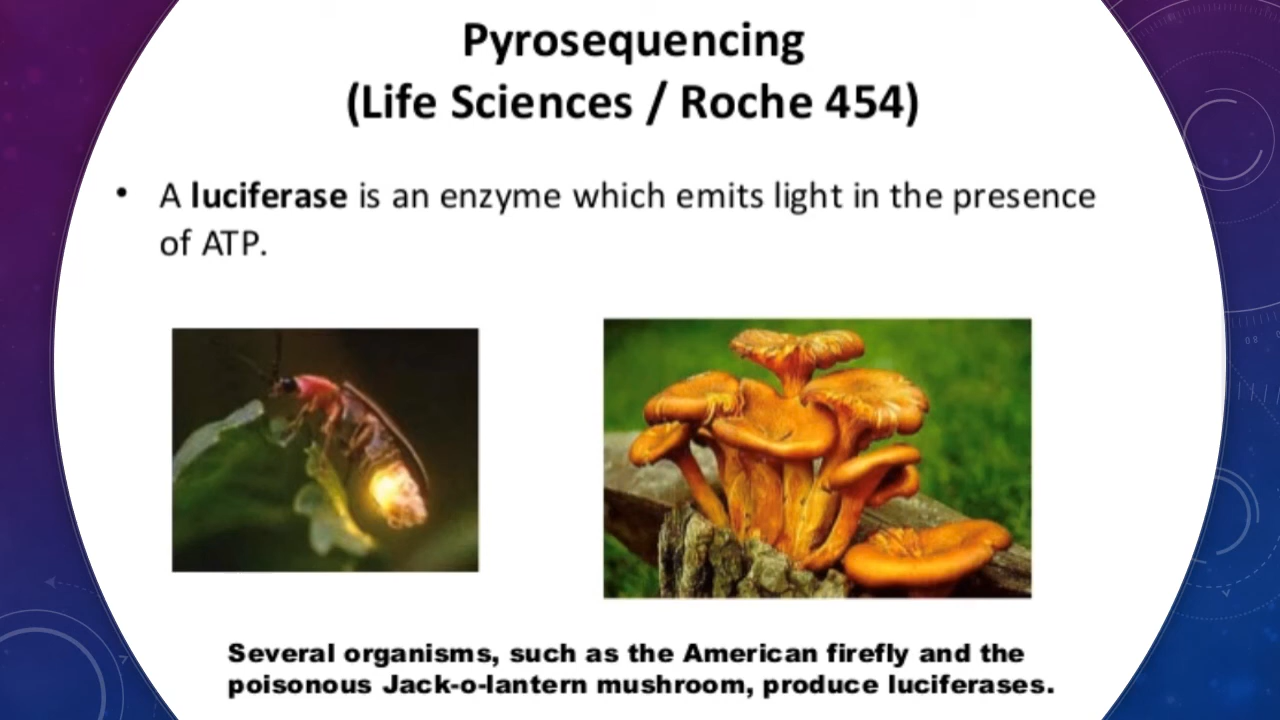 Pyrosequencing
(Life Sciences / Roche 454)
• A luciferase is an enzyme which emits light in the presence
of ATP.
Several organisms, such as the American firefly and the
poisonous Jack-o-lantern mushroom, produce luciferases.